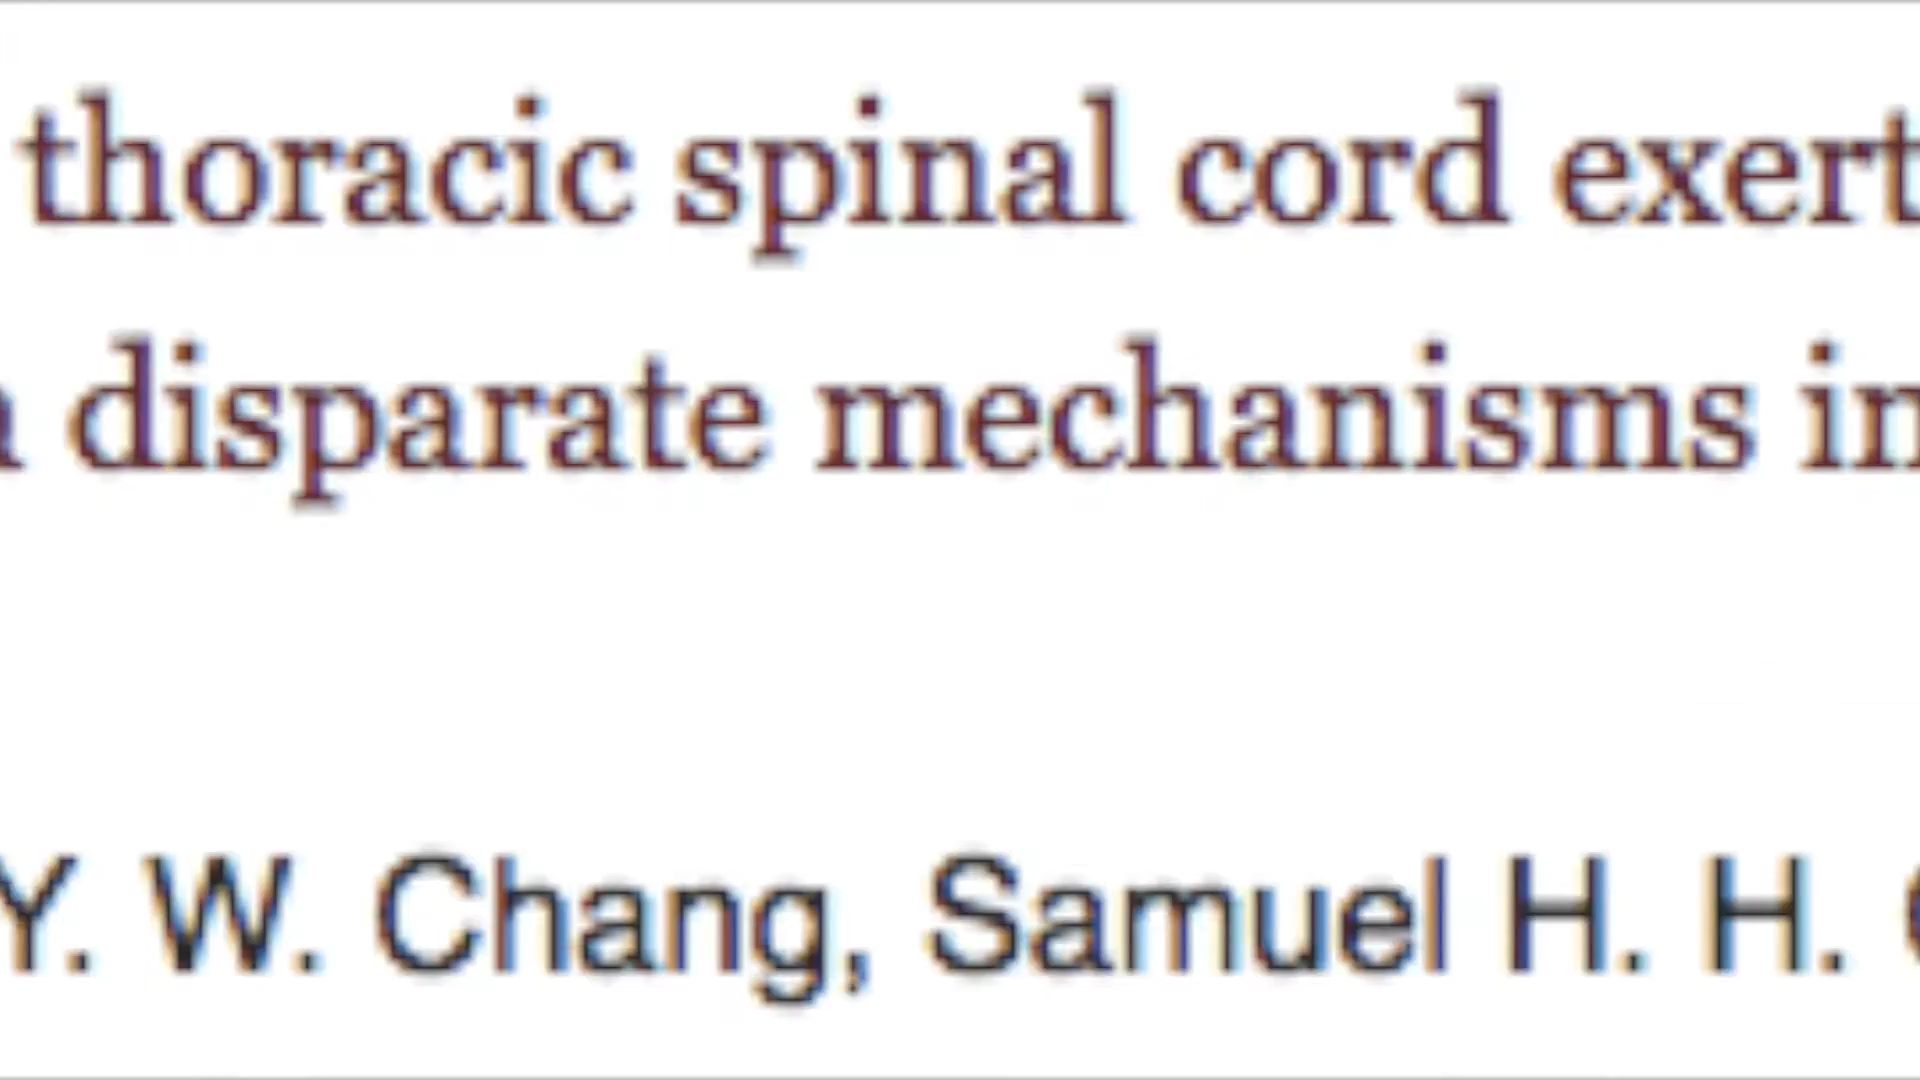 thoracic spinal cord exert
disparate mechanisms in
Y. W. Chang, Samuel H. H.